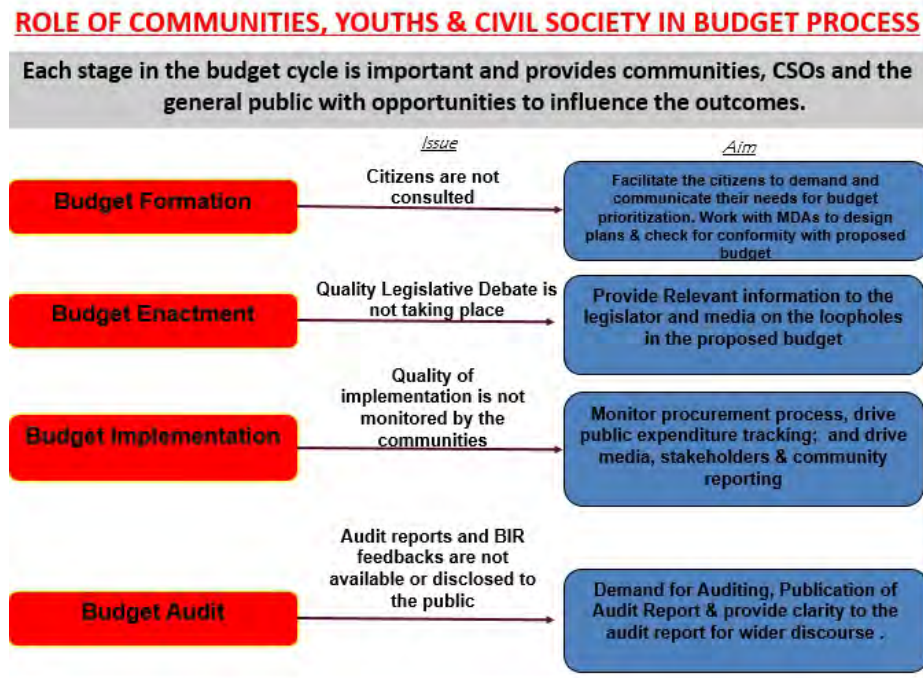 ROLE OF COMMUNITIES, YOUTHS & CIVIL SOCIETY IN BUDGET PROCESS
Each stage in the budget cycle is important and provides communities, CSOs and the
general public with opportunities to influence the outcomes.
Issue
Aim
Budget Formation
Citizens are not
consulted
Facilitate the citizens to demand and
communicate their needs for budget
prioritization. Work with MDAs to design
plans & check for conformity with proposed
budget
Budget Enactment
Quality Legislative Debate is
not taking place
Provide Relevant information to the
legislator and media on the loopholes
in the proposed budget
Budget Implementation
Quality of
implementation is not
monitored by the
communities
Monitor procurement process, drive
public expenditure tracking; and drive
media, stakeholders & community
reporting
Budget Audit
Audit reports and BIR
feedbacks are not
available or disclosed to
the public
Demand for Auditing, Publication of
Audit Report & provide clarity to the
audit report for wider discourse .